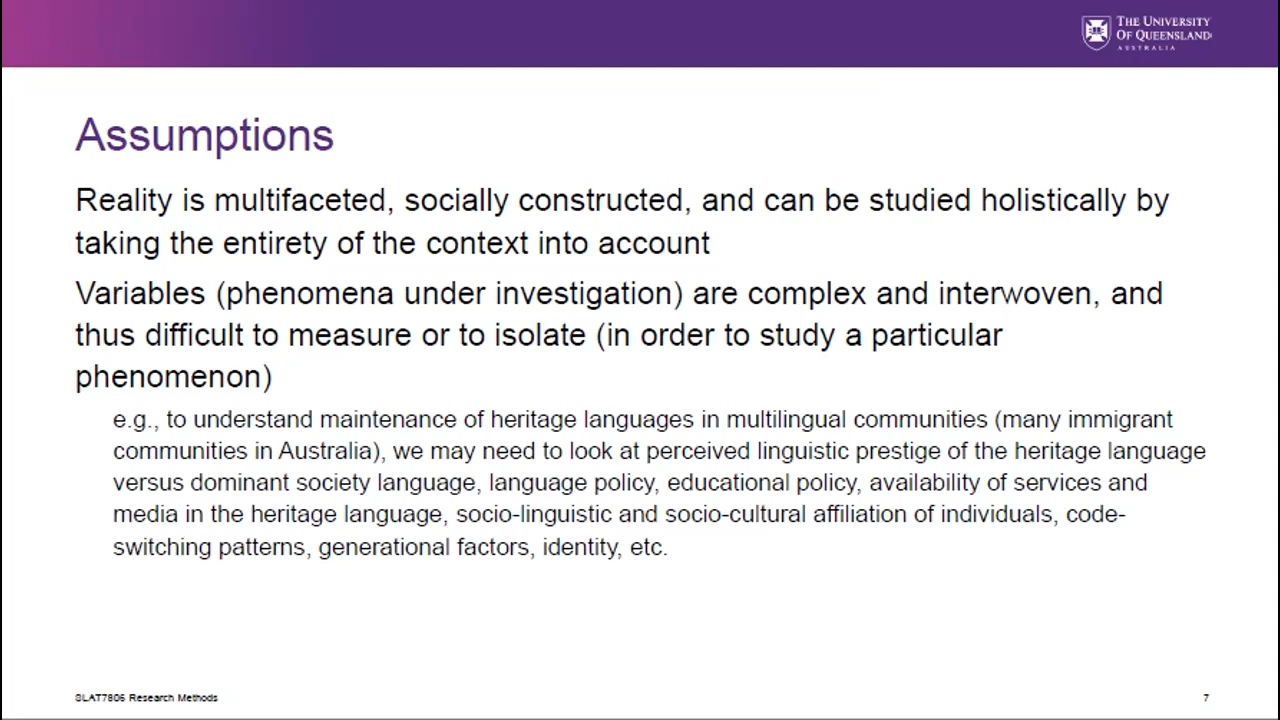 THE UNIVERSITY
OF QUEENSLAND
AUSTRALIA
Assumptions
Reality is multifaceted, socially constructed, and can be studied holistically by
taking the entirety of the context into account
Variables (phenomena under investigation) are complex and interwoven, and
thus difficult to measure or to isolate (in order to study a particular
phenomenon)
e.g., to understand maintenance of heritage languages in multilingual communities (many immigrant
communities in Australia), we may need to look at perceived linguistic prestige of the heritage language
versus dominant society language, language policy, educational policy, availability of services and
media in the heritage language, socio-linguistic and socio-cultural affiliation of individuals, code-
switching patterns, generational factors, identity, etc.
SLAT7806 Research Methods
7